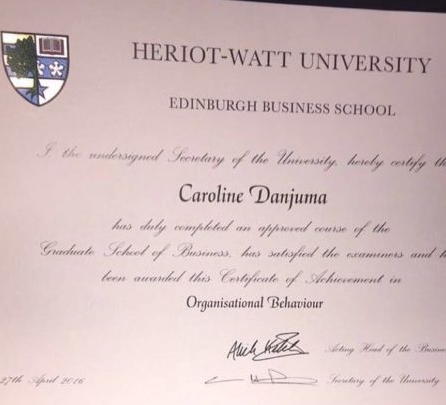 HERIOT-WATT UNIVERSITY
EDINBURGH BUSINESS SCHOOL
I the undersigned Secretary of the University, hereby certify th
Caroline Danjuma
has duly completed an approved course of the
Graduate School of Business, has satisfied the examiners and h
been awarded this Certificate of Achievement in
Organisational Behaviour
Acting Head of the Busine
27th April 2016
Secretary of the University